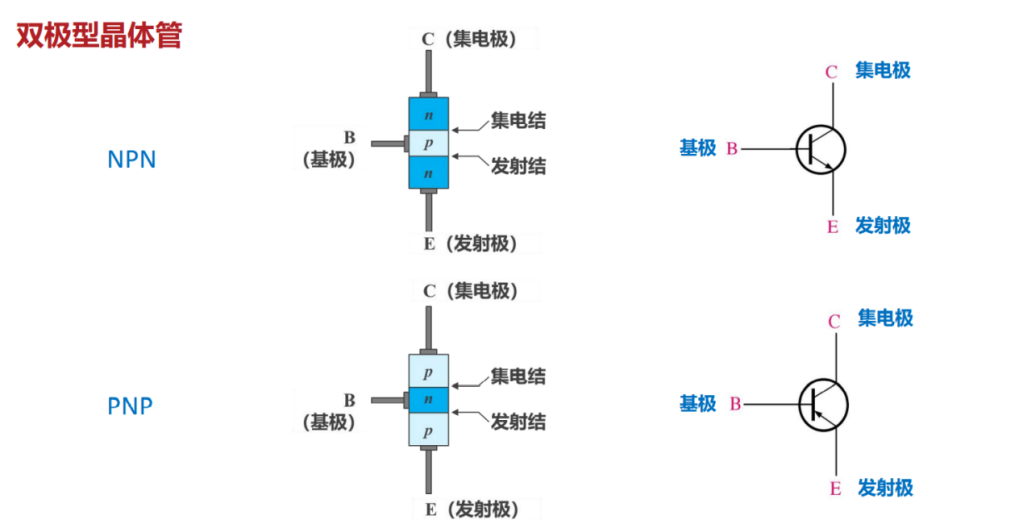 双极型晶体管
NPN
C（集电极）
n
p
n
B
（基极）
集电结
发射结
E（发射极）
C 集电极
基极 B
E 发射极
PNP
C（集电极）
p
n
p
B
（基极）
集电结
发射结
E（发射极）
C 集电极
基极 B
E 发射极